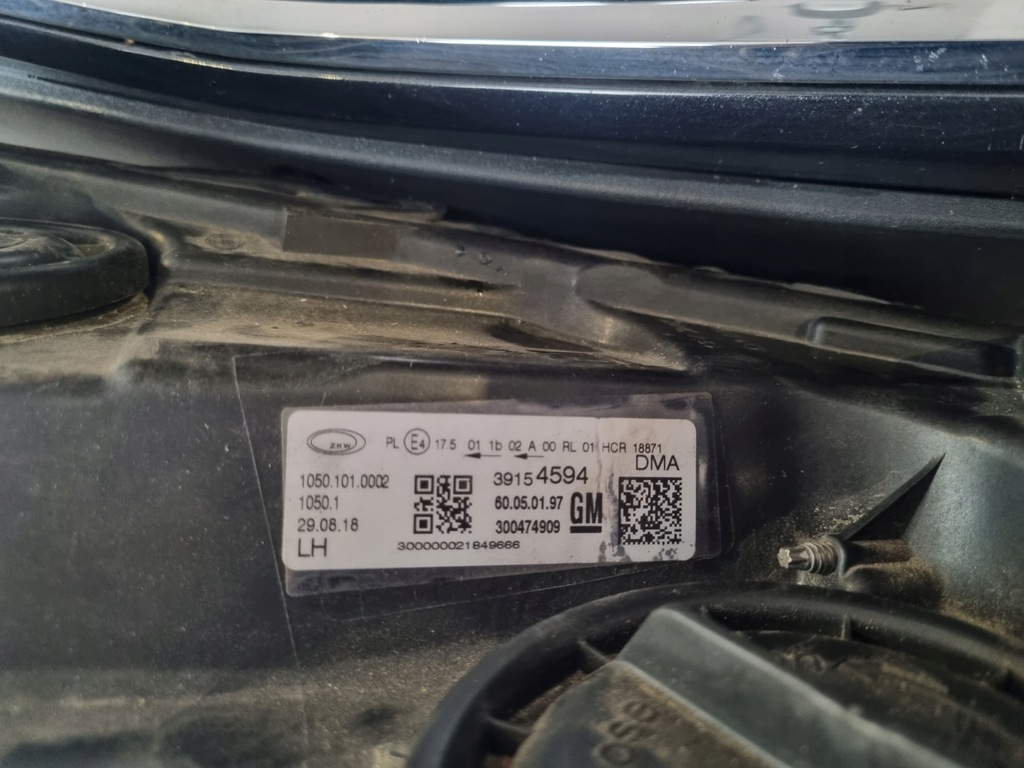 ZKW
PL E4 17.5 01 1b 02 A 00 RL 01 HCR 18871
DMA
1050.101.0002 39154594
1050.1 60.05.01.97 GM
29.08.18 300474909
LH 300000021849666